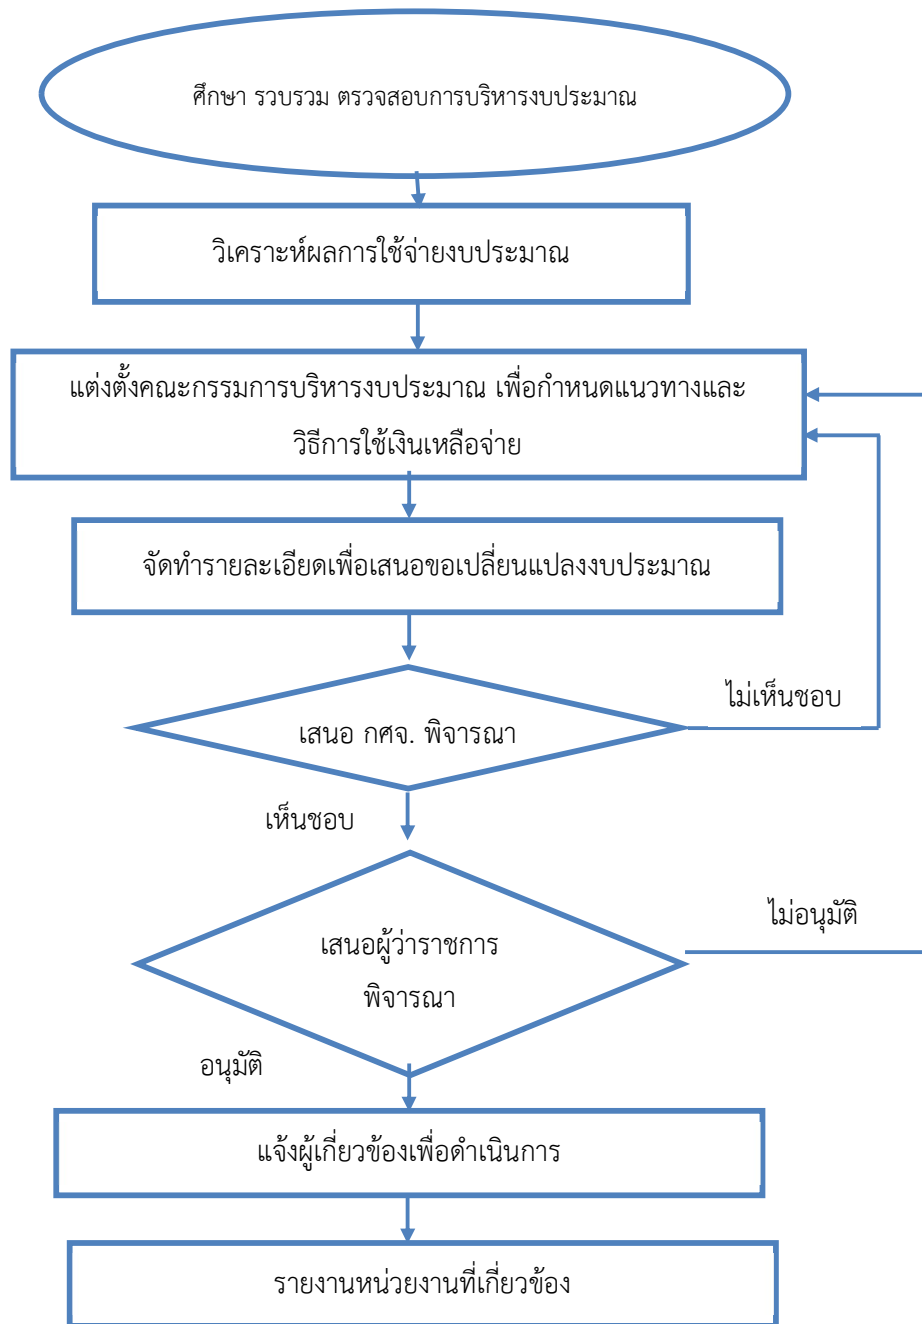 ศึกษา รวบรวม ตรวจสอบการบริหารงบประมาณ
วิเคราะห์ผลการใช้จ่ายงบประมาณ
แต่งตั้งคณะกรรมการบริหารงบประมาณ เพื่อกำหนดแนวทางและ
วิธีการใช้เงินเหลือจ่าย
จัดทำรายละเอียดเพื่อเสนอขอเปลี่ยนแปลงงบประมาณ
ไม่เห็นชอบ
เสนอ กศจ. พิจารณา
เห็นชอบ
ไม่อนุมัติ
เสนอผู้ว่าราชการ
พิจารณา
อนุมัติ
แจ้งผู้เกี่ยวข้องเพื่อดำเนินการ
รายงานหน่วยงานที่เกี่ยวข้อง